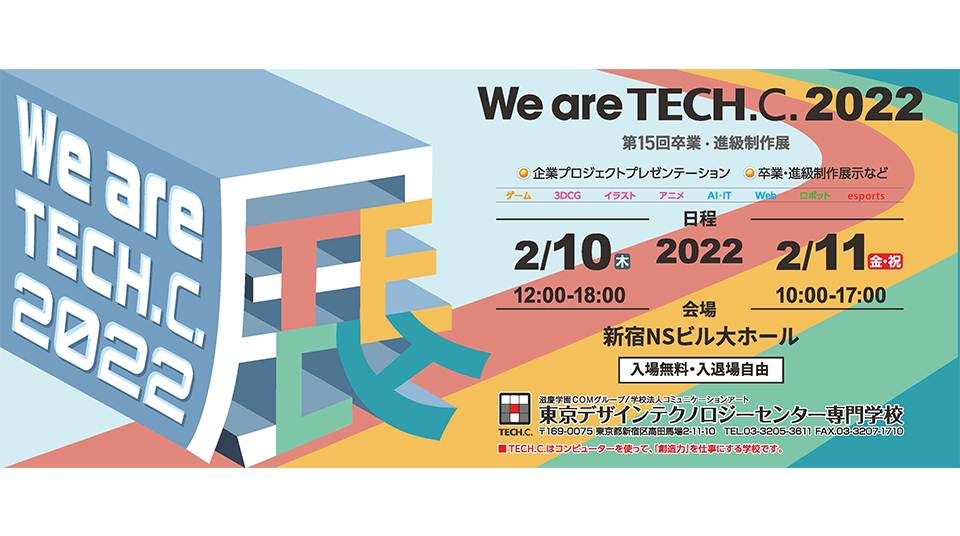 We are
TECH.C.
2022
We are TECH.C. 2022
第15回卒業・進級制作展
企業プロジェクトプレゼンテーション 卒業・進級制作展示など
ゲーム 3DCG イラスト アニメ AI・IT Web ロボット esports
日程
2/10 木 2022 2/11 金・祝
12:00-18:00 10:00-17:00
会場
新宿NSビル大ホール
入場無料・入退場自由
滋慶学園COMグループ/学校法人コミュニケーションアート
東京デザインテクノロジーセンター専門学校
TECH.C. 〒169-0075 東京都新宿区高田馬場2-11-10 TEL.03-3205-3611 FAX.03-3207-1710
■TECH.C.はコンピューターを使って、「創造力」を仕事にする学校です。